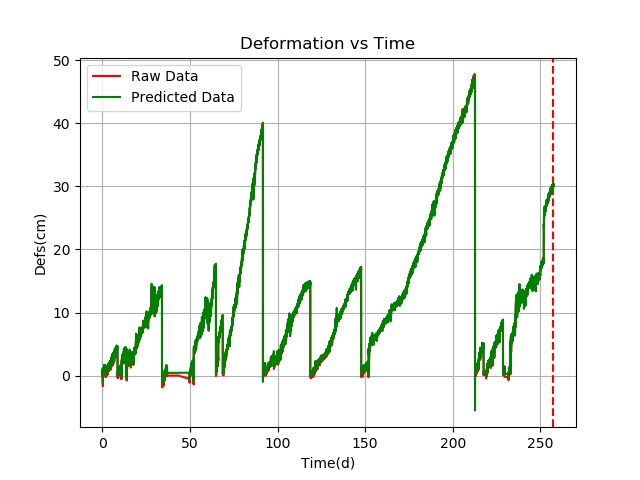 Deformation vs Time
Raw Data
Predicted Data
Defs(cm)
50
40
30
20
10
0
0 50 100 150 200 250
Time(d)